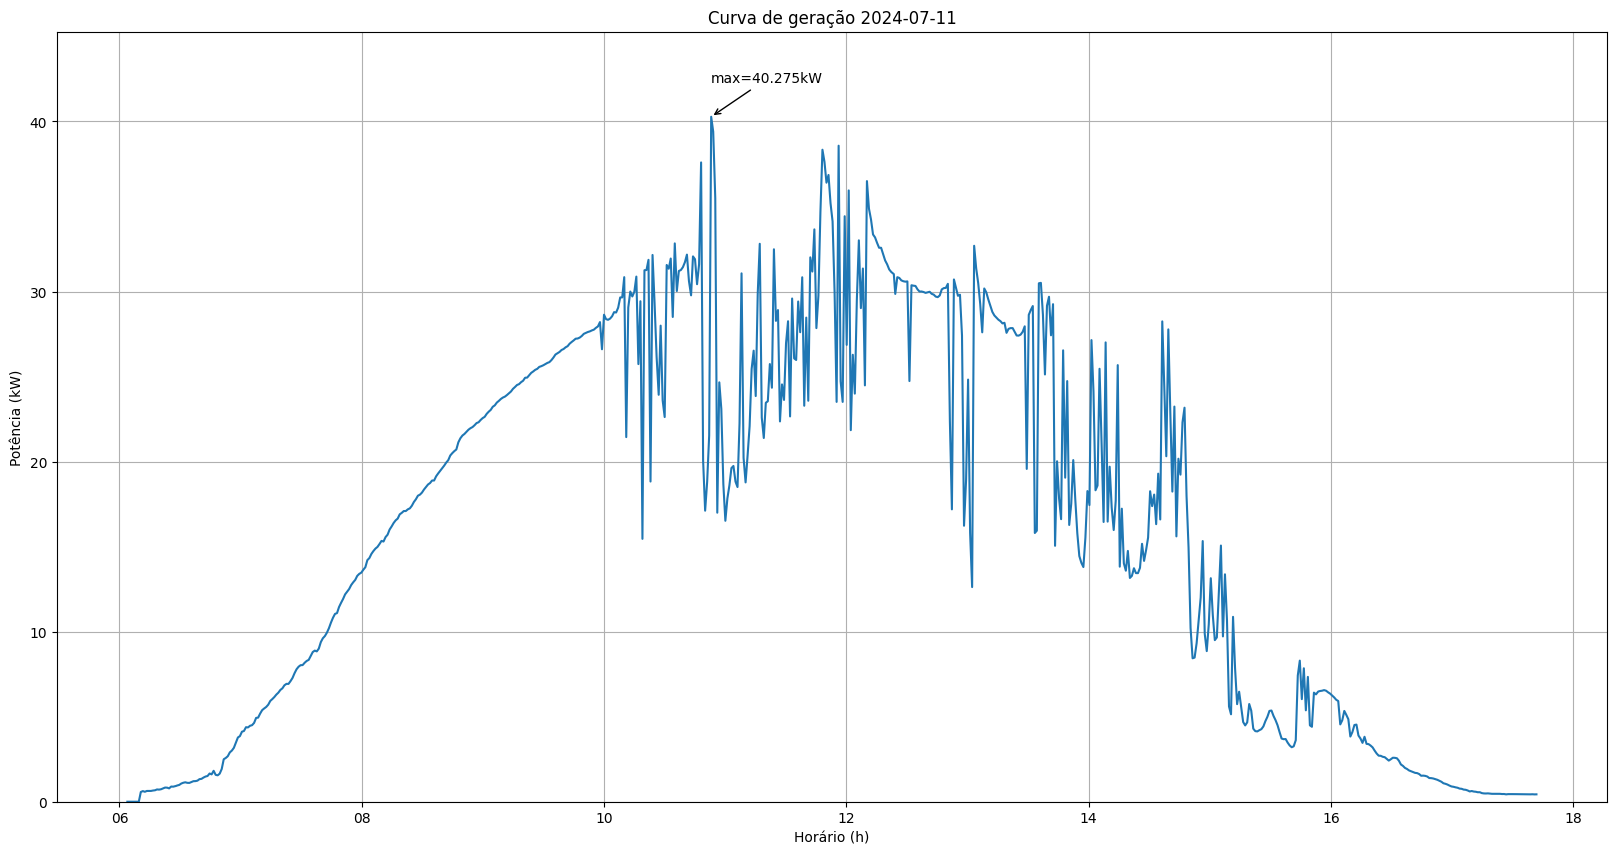 Curva de geração 2024-07-11
max=40.275kW
Potência (kW)
40
30
20
10
0
06 08 10 12 14 16 18
Horário (h)